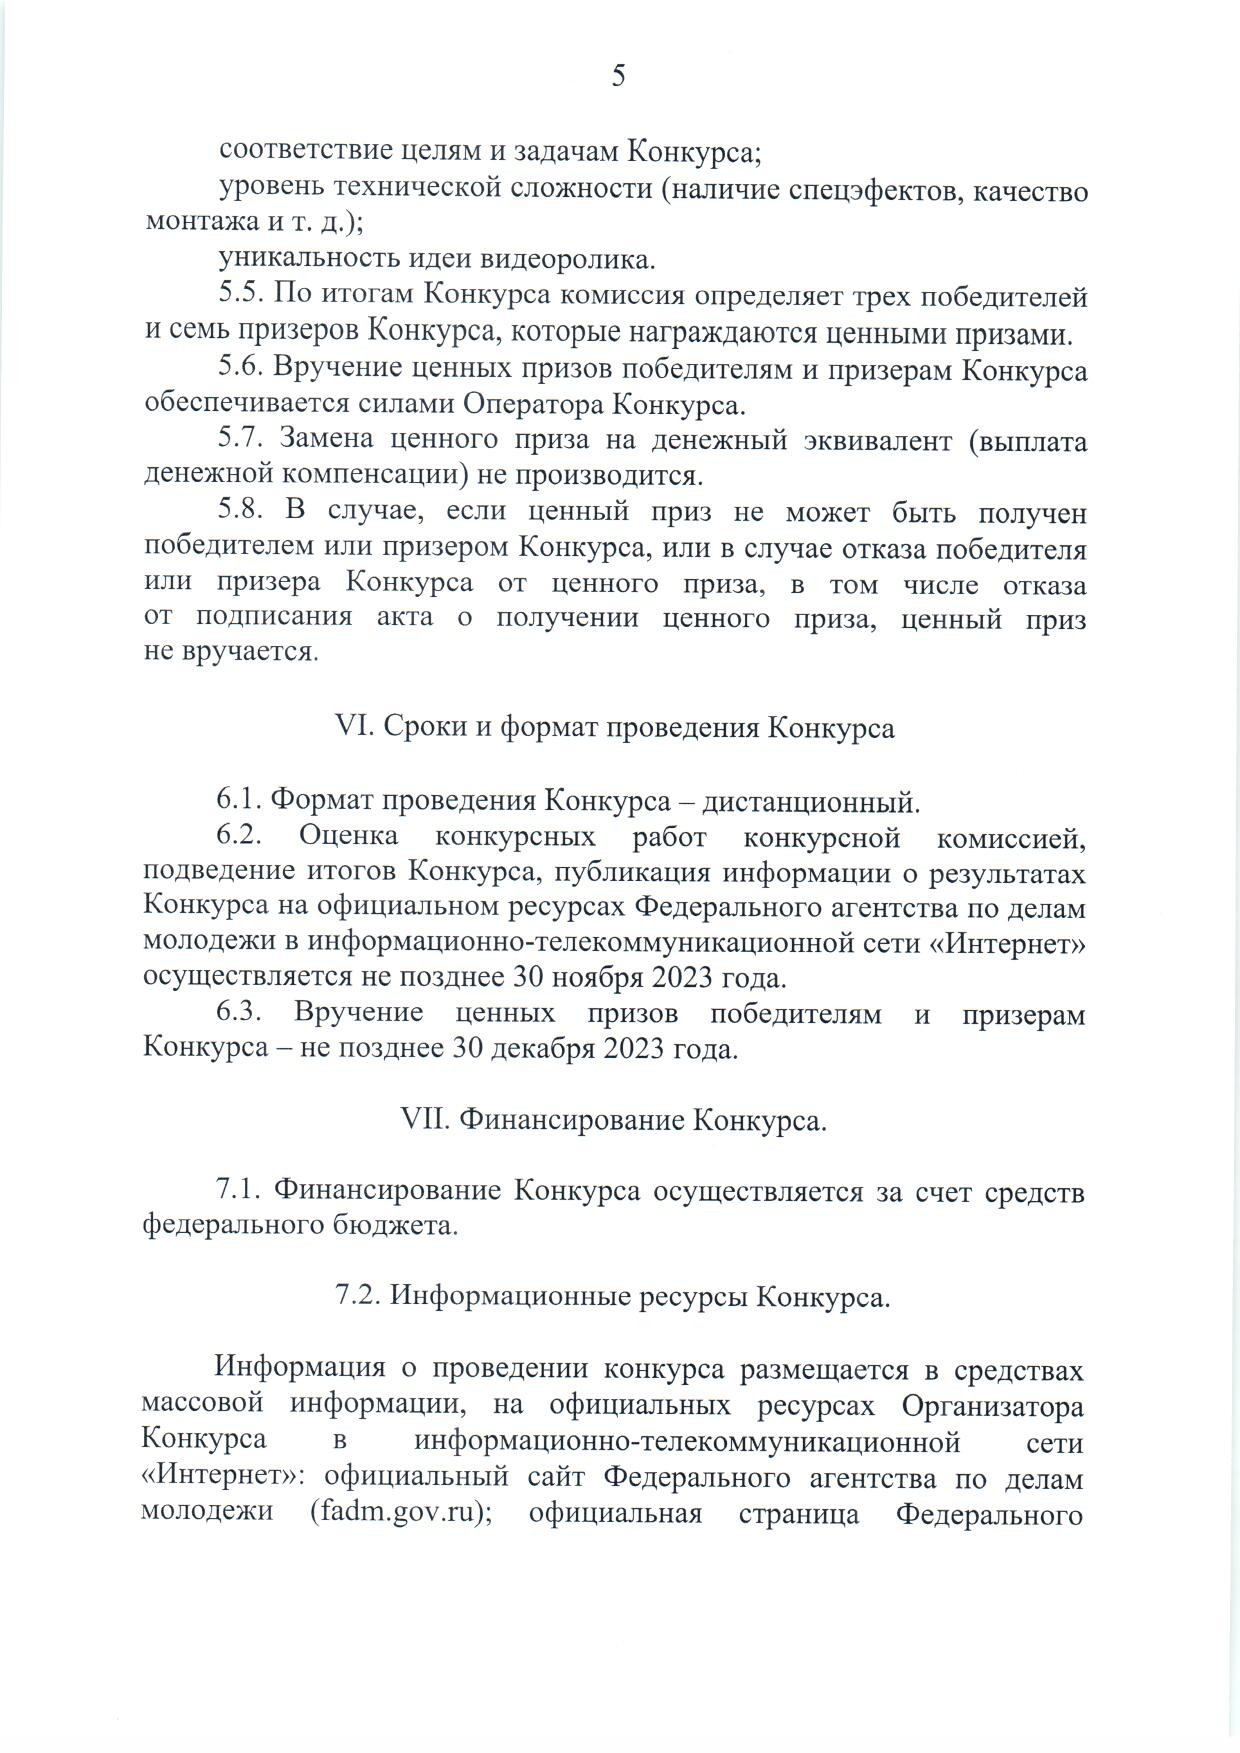 5
соответствие целям и задачам Конкурса;
уровень технической сложности (наличие спецэфектов, качество
монтажа и т. д.);
уникальность идеи видеоролика.
5.5. По итогам Конкурса комиссия определяет трех победителей
и семь призеров Конкурса, которые награждаются ценными призами.
5.6. Вручение ценных призов победителям и призерам Конкурса
обеспечивается силами Оператора Конкурса.
5.7. Замена ценного приза на денежный эквивалент (выплата
денежной компенсации) не производится.
5.8. В случае, если ценный приз не может быть получен
победителем или призером Конкурса, или в случае отказа победителя
или призера Конкурса от ценного приза, в том числе отказа
от подписания акта о получении ценного приза, ценный приз
не вручается.
VI. Сроки и формат проведения Конкурса
6.1. Формат проведения Конкурса – дистанционный.
6.2. Оценка конкурсных работ конкурсной комиссией,
подведение итогов Конкурса, публикация информации о результатах
Конкурса на официальном ресурсах Федерального агентства по делам
молодежи в информационно-телекоммуникационной сети «Интернет»
осуществляется не позднее 30 ноября 2023 года.
6.3. Вручение ценных призов победителям и призерам
Конкурса – не позднее 30 декабря 2023 года.
VII. Финансирование Конкурса.
7.1. Финансирование Конкурса осуществляется за счет средств
федерального бюджета.
7.2. Информационные ресурсы Конкурса.
Информация о проведении конкурса размещается в средствах
массовой информации, на официальных ресурсах Организатора
Конкурса в информационно-телекоммуникационной сети
«Интернет»: официальный сайт Федерального агентства по делам
молодежи (fadm.gov.ru); официальная страница Федерального